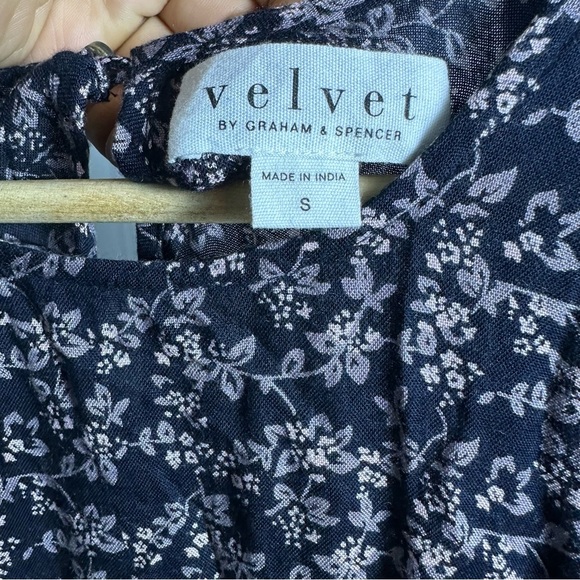 velvet
BY GRAHAM & SPENCER
MADE IN INDIA
S